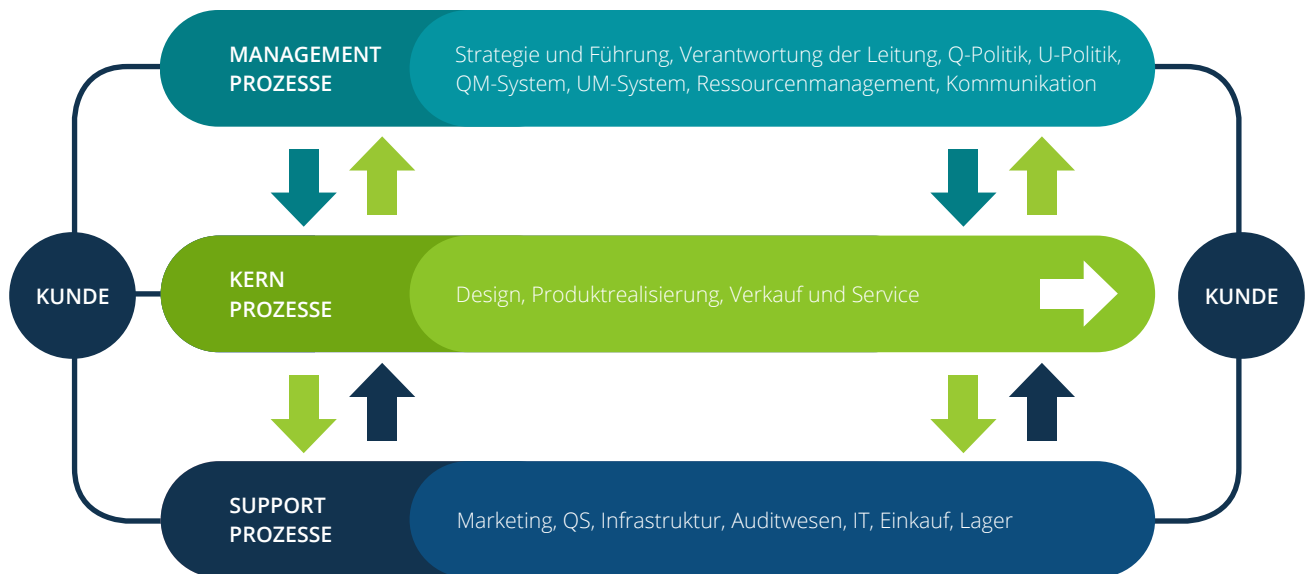 MANAGEMENT
PROZESSE
Strategie und Führung, Verantwortung der Leitung, Q-Politik, U-Politik,
QM-System, UM-System, Ressourcenmanagement, Kommunikation
KUNDE
KERN
PROZESSE
Design, Produktrealisierung, Verkauf und Service
KUNDE
SUPPORT
PROZESSE
Marketing, QS, Infrastruktur, Auditwesen, IT, Einkauf, Lager